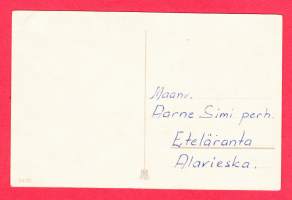 Maanv.
Aarne Simi perh.
Eteläranta
Alavieska.